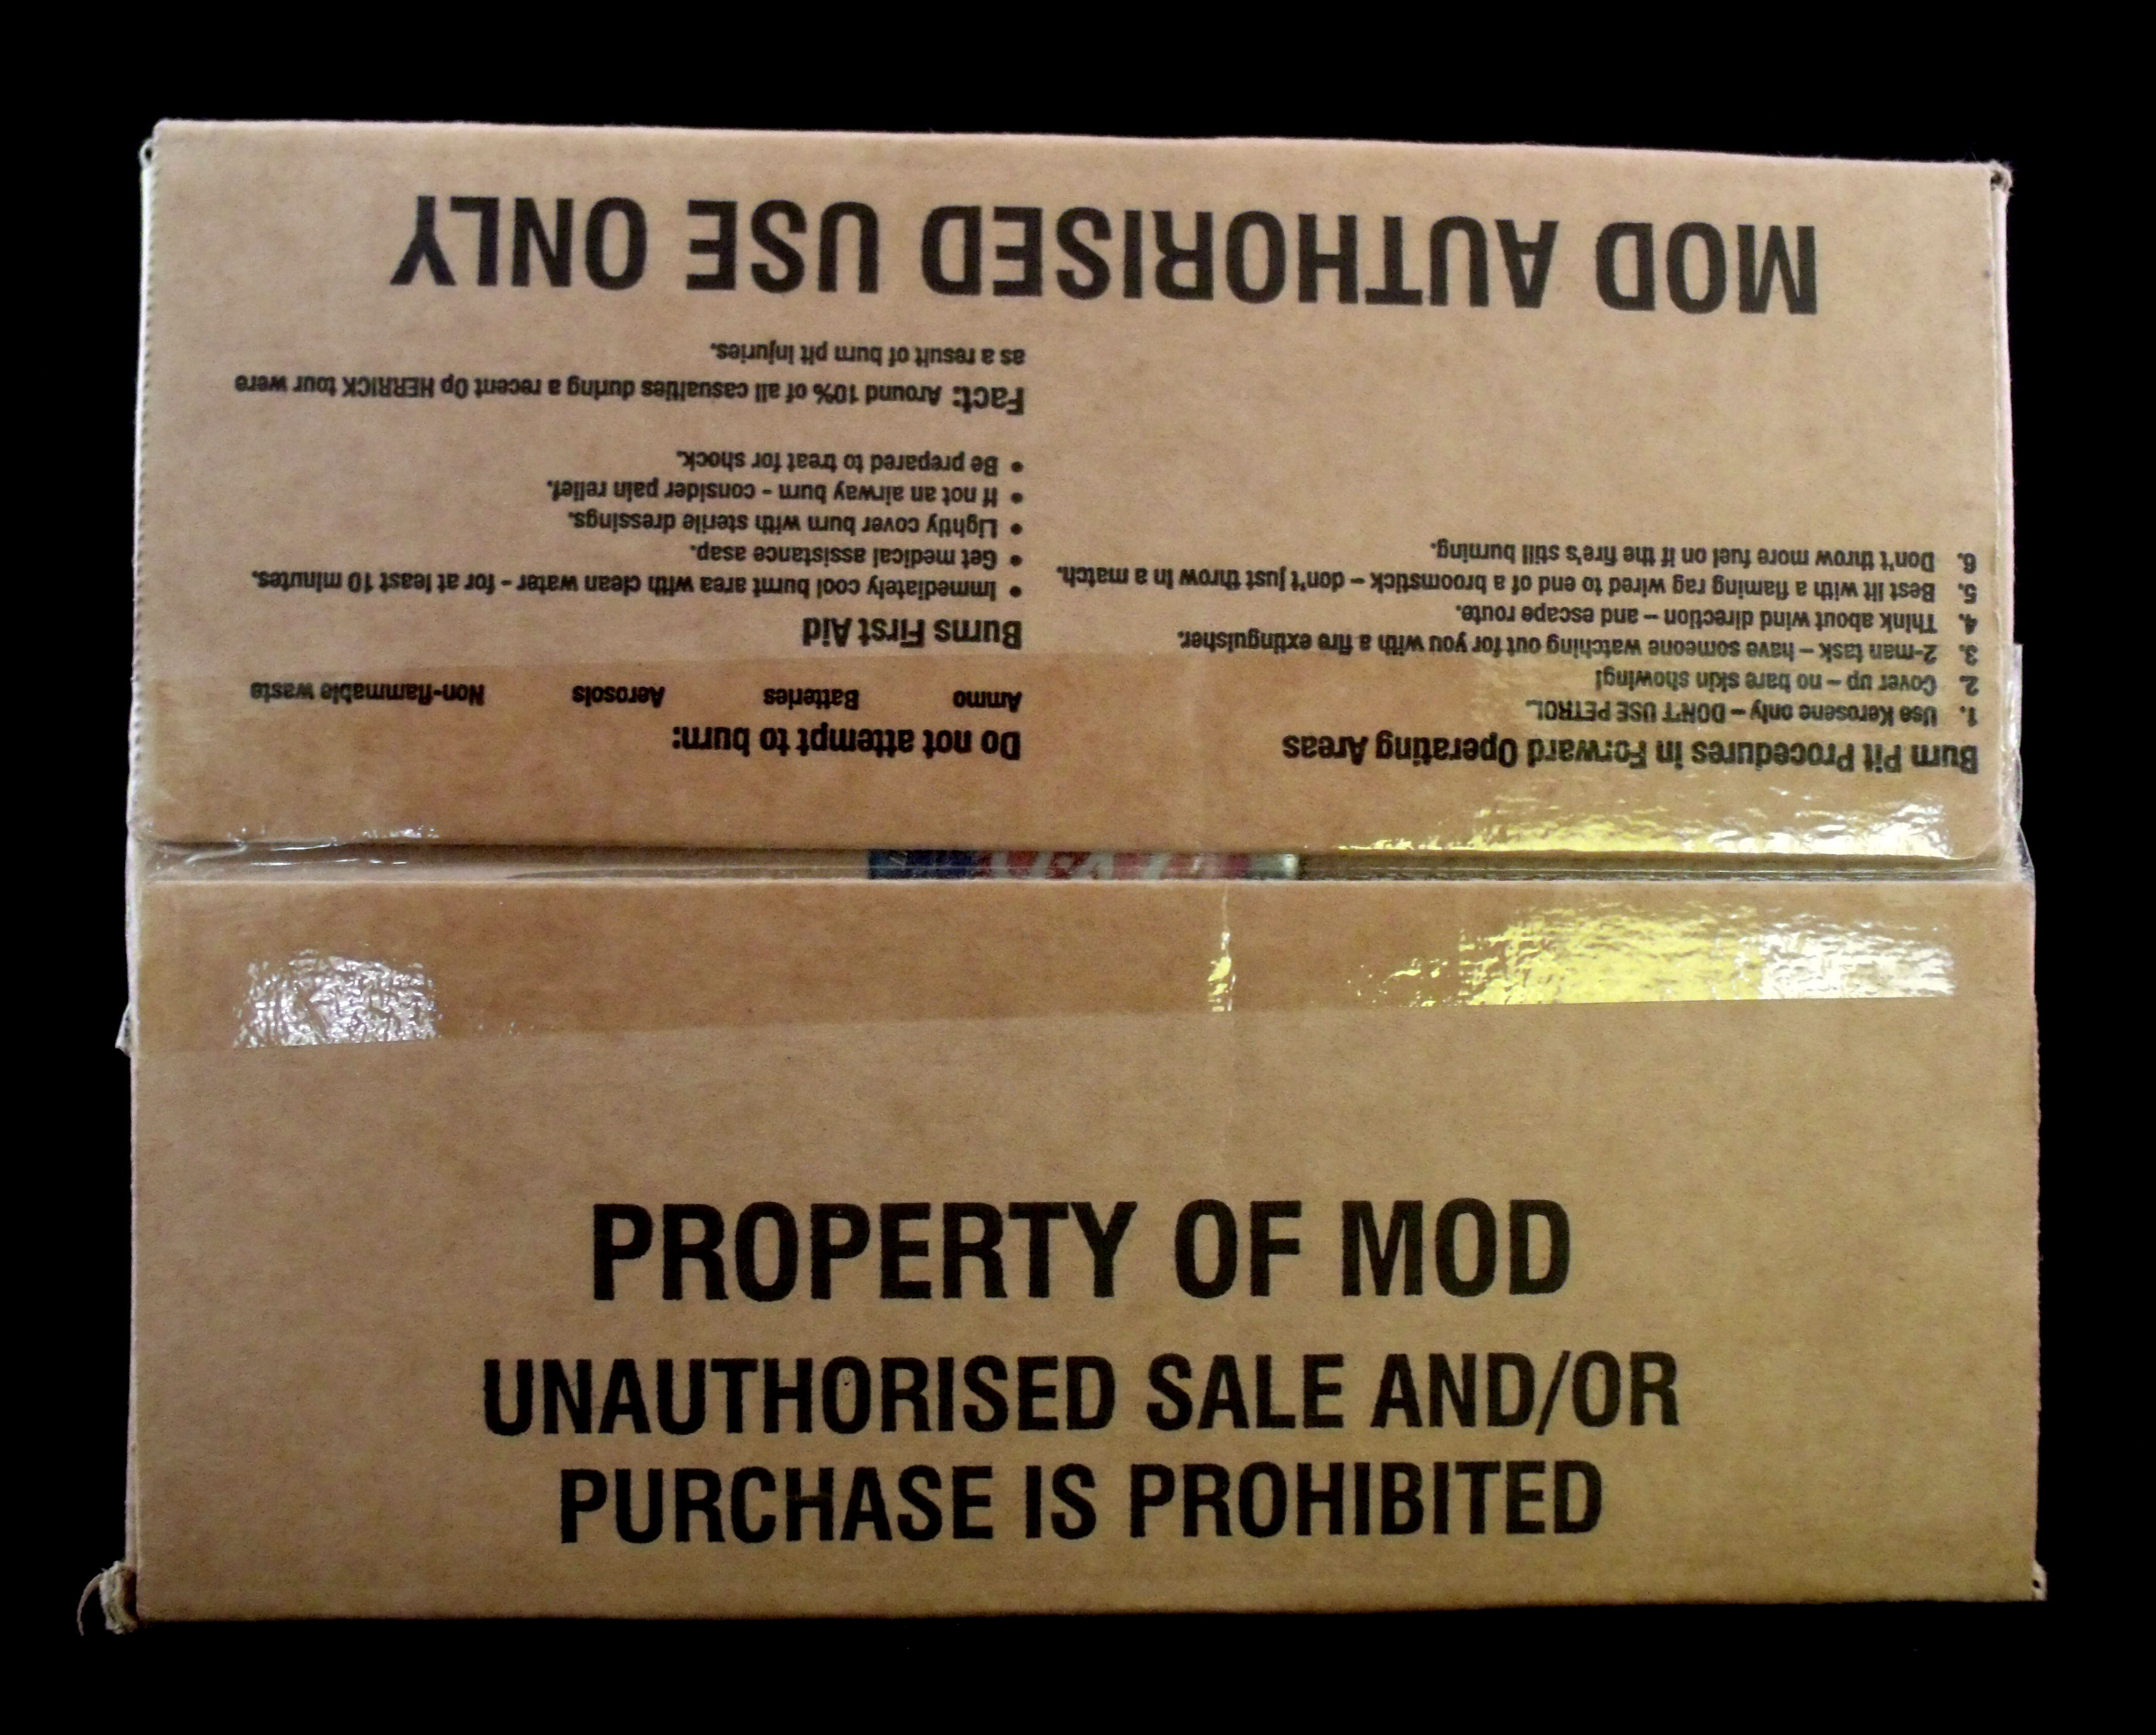 MOD AUTHORISED USE ONLY
Burn Pit Procedures in Forward Operating Areas
1. Use Kerosene only – DON'T USE PETROL.
2. Cover up – no bare skin showing!
3. 2-man task – have someone watching out for you with a fire extinguisher.
4. Think about wind direction – and escape route.
5. Best lit with a flaming rag wired to end of a broomstick – don't just throw in a match.
6. Don't throw more fuel on if the fire's still burning.
Do not attempt to burn:
Ammo Batteries Aerosols Non-flammable waste
Burns First Aid
• Immediately cool burnt area with clean water - for at least 10 minutes.
• Get medical assistance asap.
• Lightly cover burn with sterile dressings.
• If not an airway burn - consider pain relief.
• Be prepared to treat for shock.
Fact: Around 10% of all casualties during a recent Op HERRICK tour were
as a result of burn pit injuries.
PROPERTY OF MOD
UNAUTHORISED SALE AND/OR
PURCHASE IS PROHIBITED